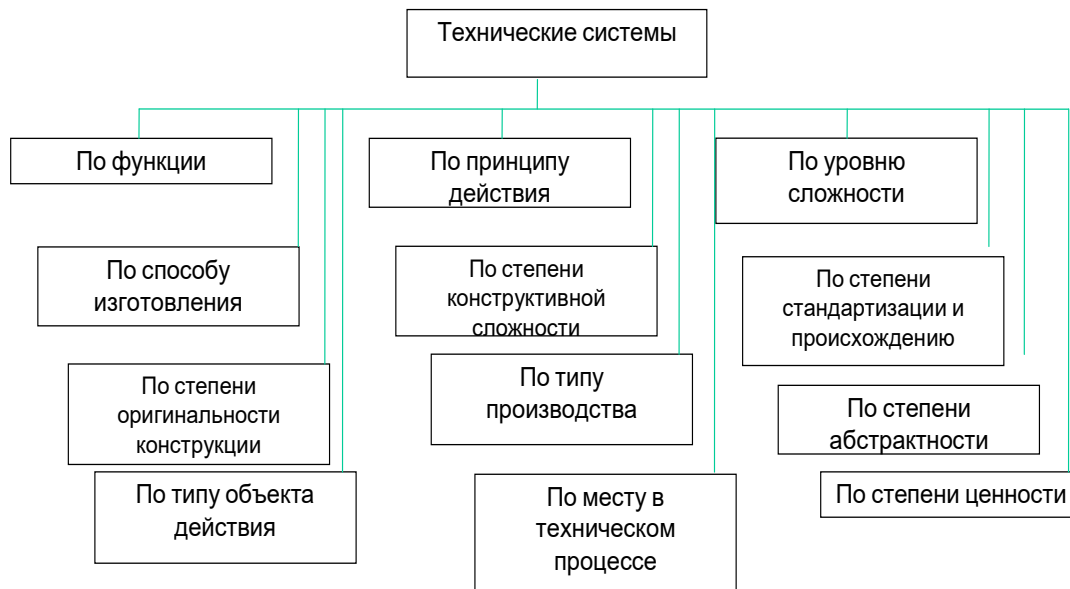 Технические системы
По функции
По способу
изготовления
По степени
оригинальности
конструкции
По типу объекта
действия
По принципу
действия
По степени
конструктивной
сложности
По типу
производства
По месту в
техническом
процессе
По уровню
сложности
По степени
стандартизации и
происхождению
По степени
абстрактности
По степени ценности